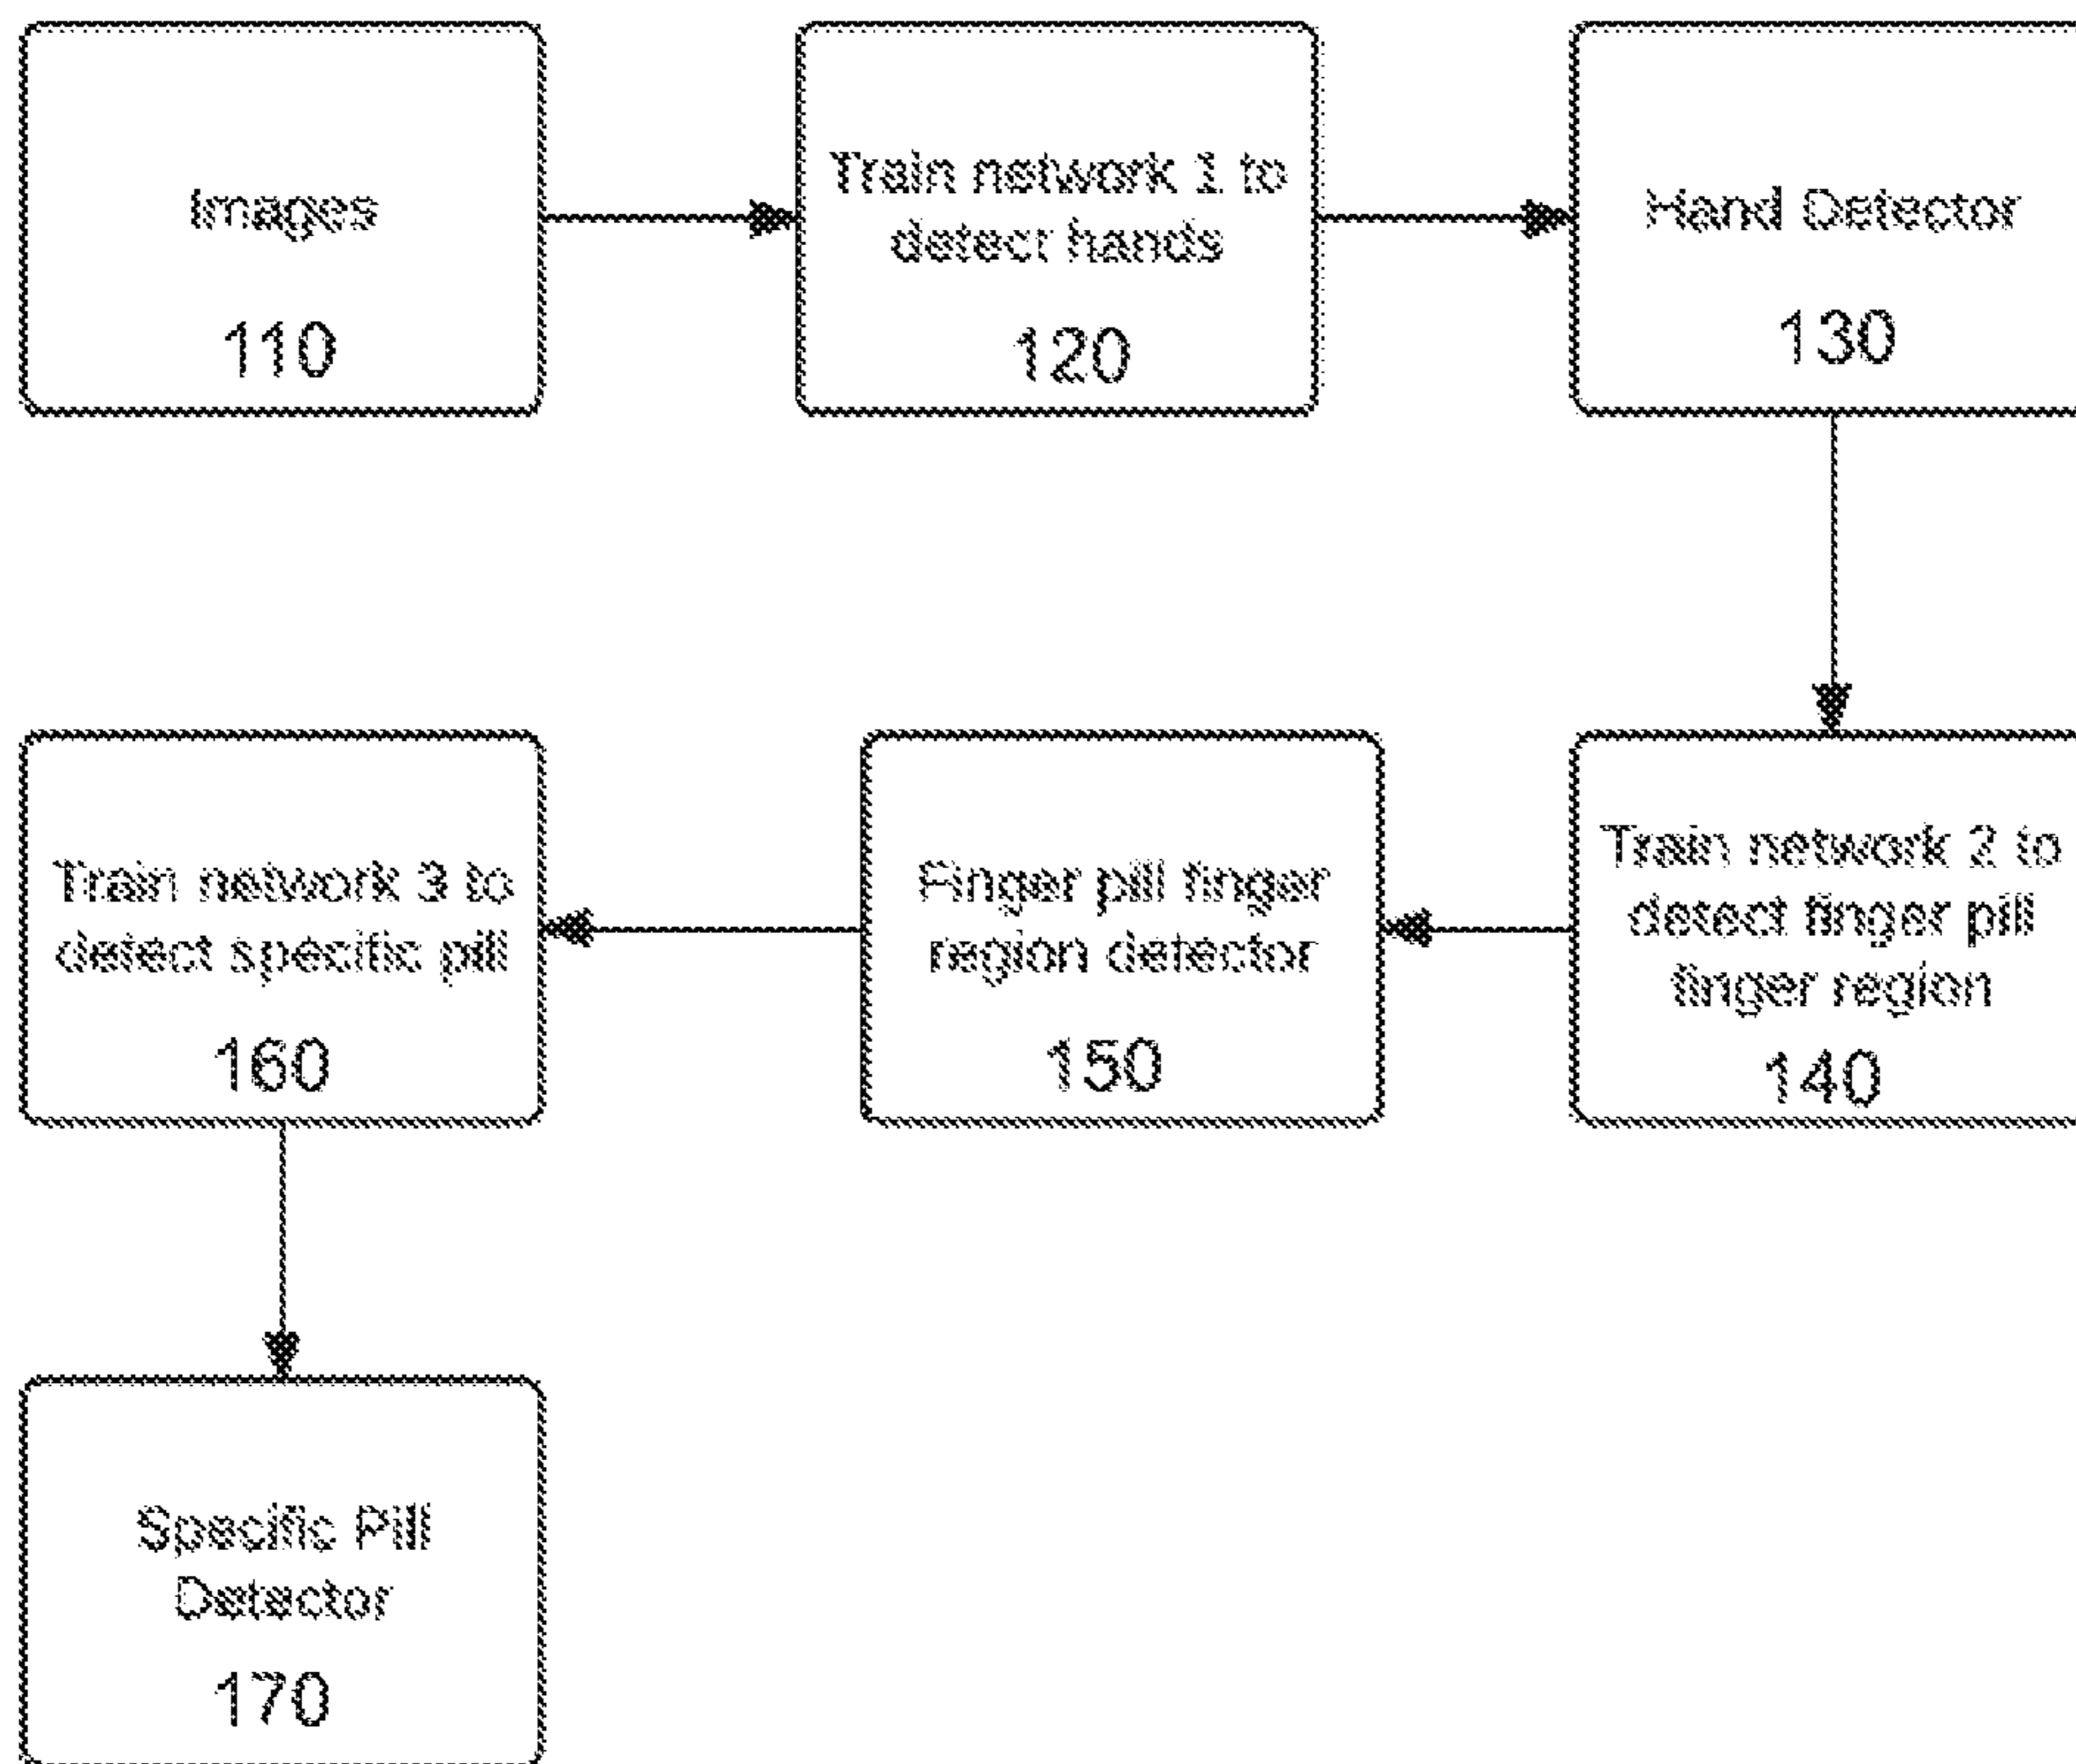 Images
110
Train network 1 to
detect hands
120
Hand Detector
130
Train network 2 to
detect finger pill
finger region
140
Finger pill finger
region detector
150
Train network 3 to
detect specific pill
160
Specific Pill
Detector
170